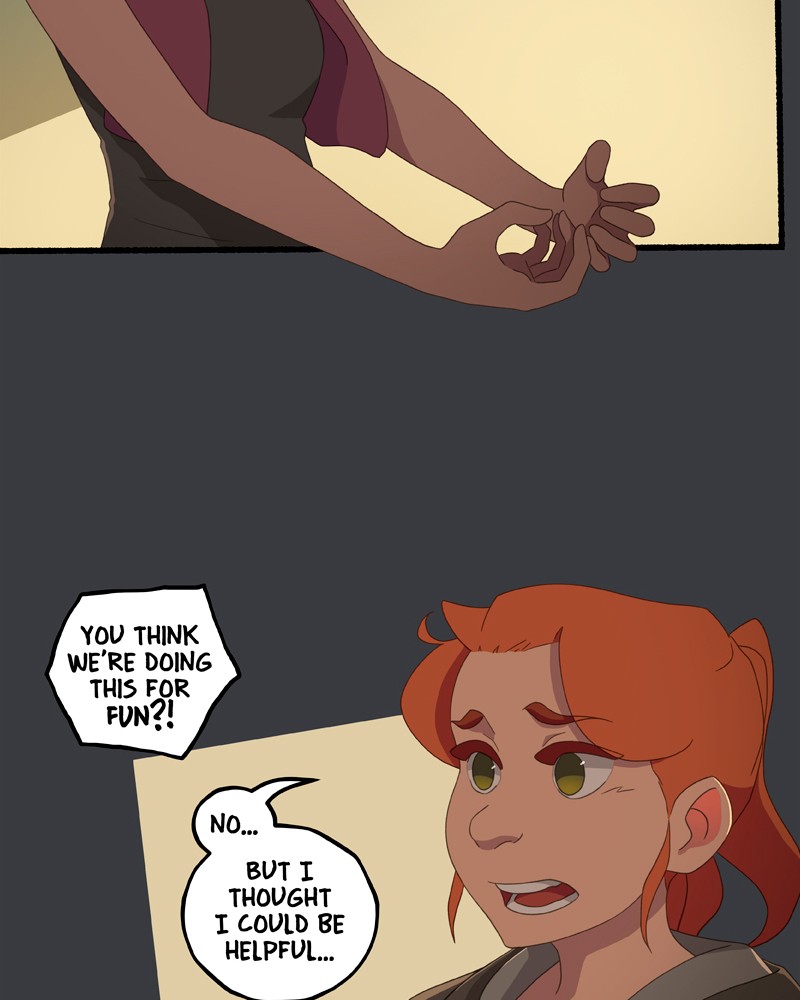 YOU THINK
WE'RE DOING
THIS FOR
FUN?!
NO...
BUT I
THOUGHT
I COULD BE
HELPFUL...